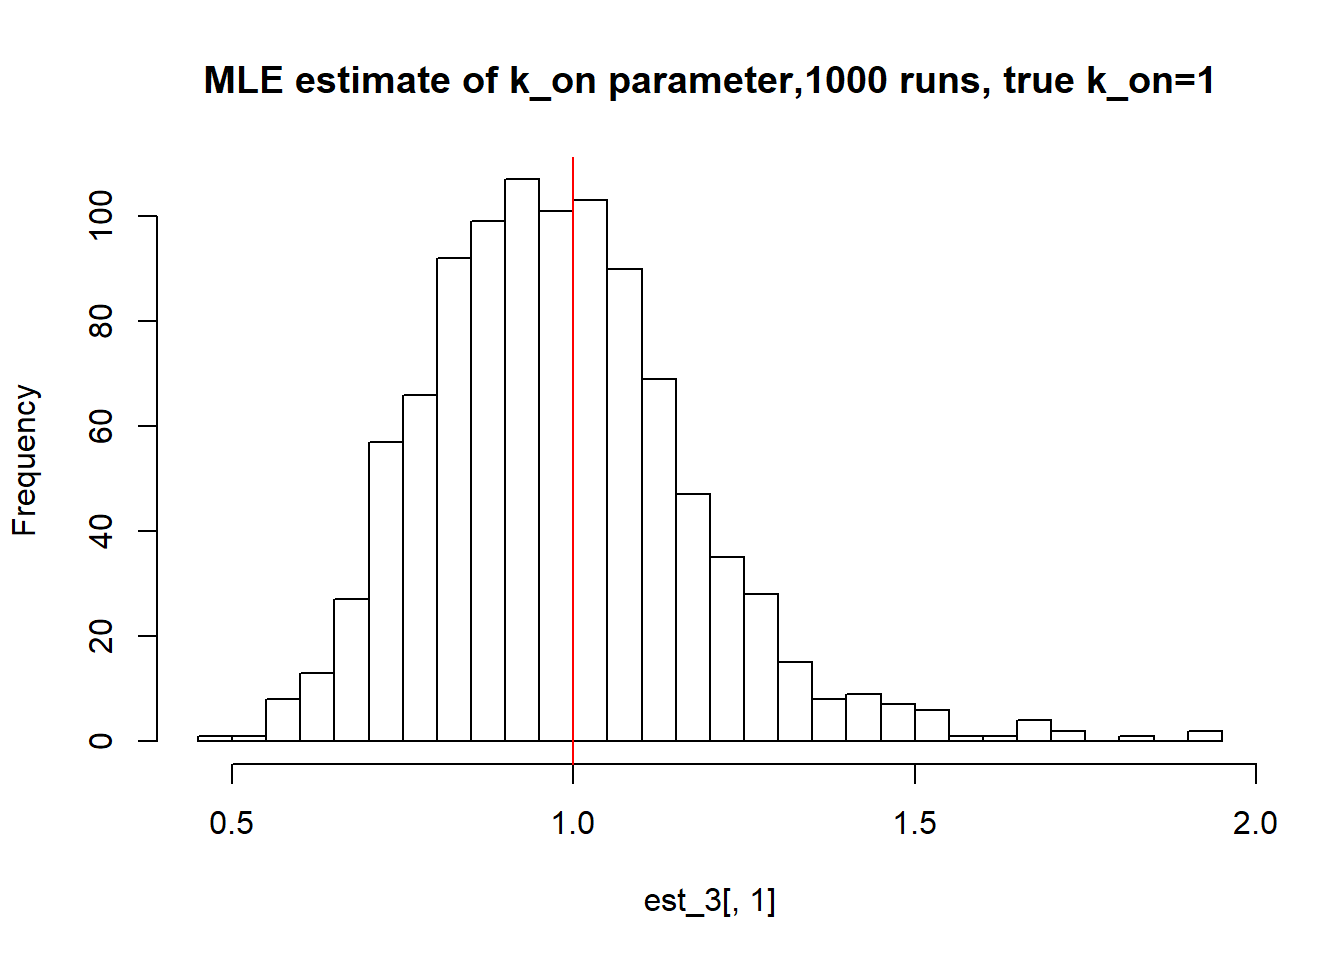 MLE estimate of k_on parameter,1000 runs, true k_on=1
Frequency
100
80
60
40
20
0
0.5 1.0 1.5 2.0
est_3[, 1]